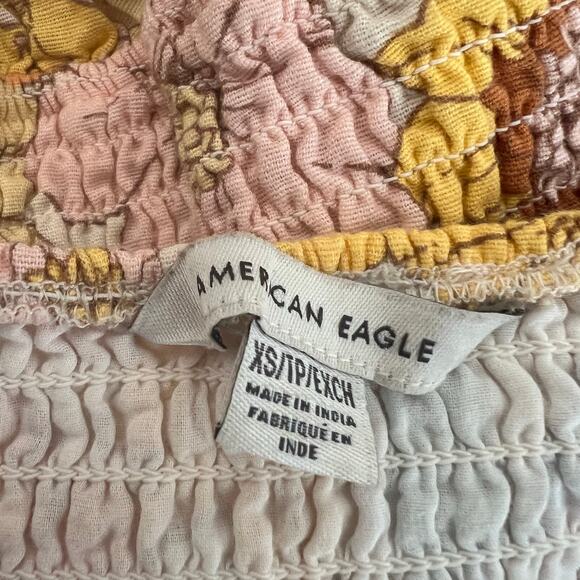 AMERICAN EAGLE
XS/TP/EXCH
MADE IN INDIA
FABRIQUÉ EN
INDE